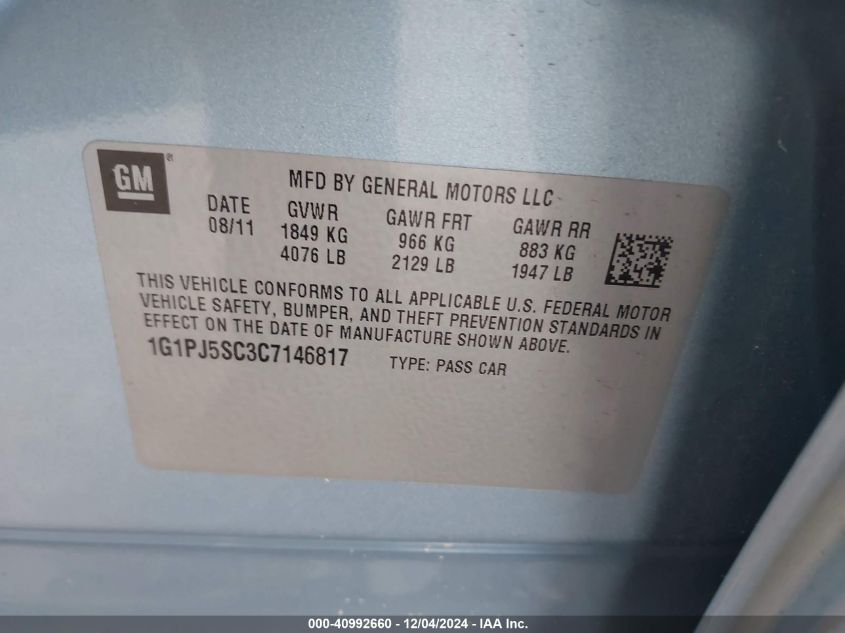 GM®
MFD BY GENERAL MOTORS LLC
DATE GVWR GAWR FRT GAWR RR
08/11 1849 KG 966 KG 883 KG
4076 LB 2129 LB 1947 LB
THIS VEHICLE CONFORMS TO ALL APPLICABLE U.S. FEDERAL MOTOR
VEHICLE SAFETY, BUMPER, AND THEFT PREVENTION STANDARDS IN
EFFECT ON THE DATE OF MANUFACTURE SHOWN ABOVE.
1G1PJ5SC3C7146817 TYPE: PASS CAR
000-40992660 - 12/04/2024 - IAA Inc.